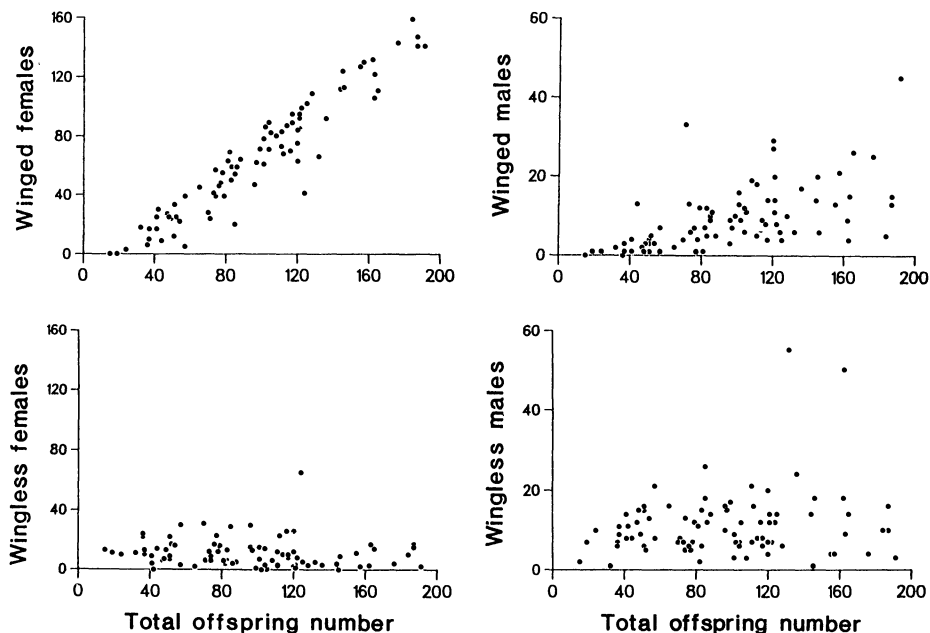 Winged females
160
120
80
40
0
0 40 80 120 160 200
Winged males
60
40
20
0
0 40 80 120 160 200
Wingless females
160
120
80
40
0
0 40 80 120 160 200
Total offspring number
Wingless males
60
40
20
0
0 40 80 120 160 200
Total offspring number